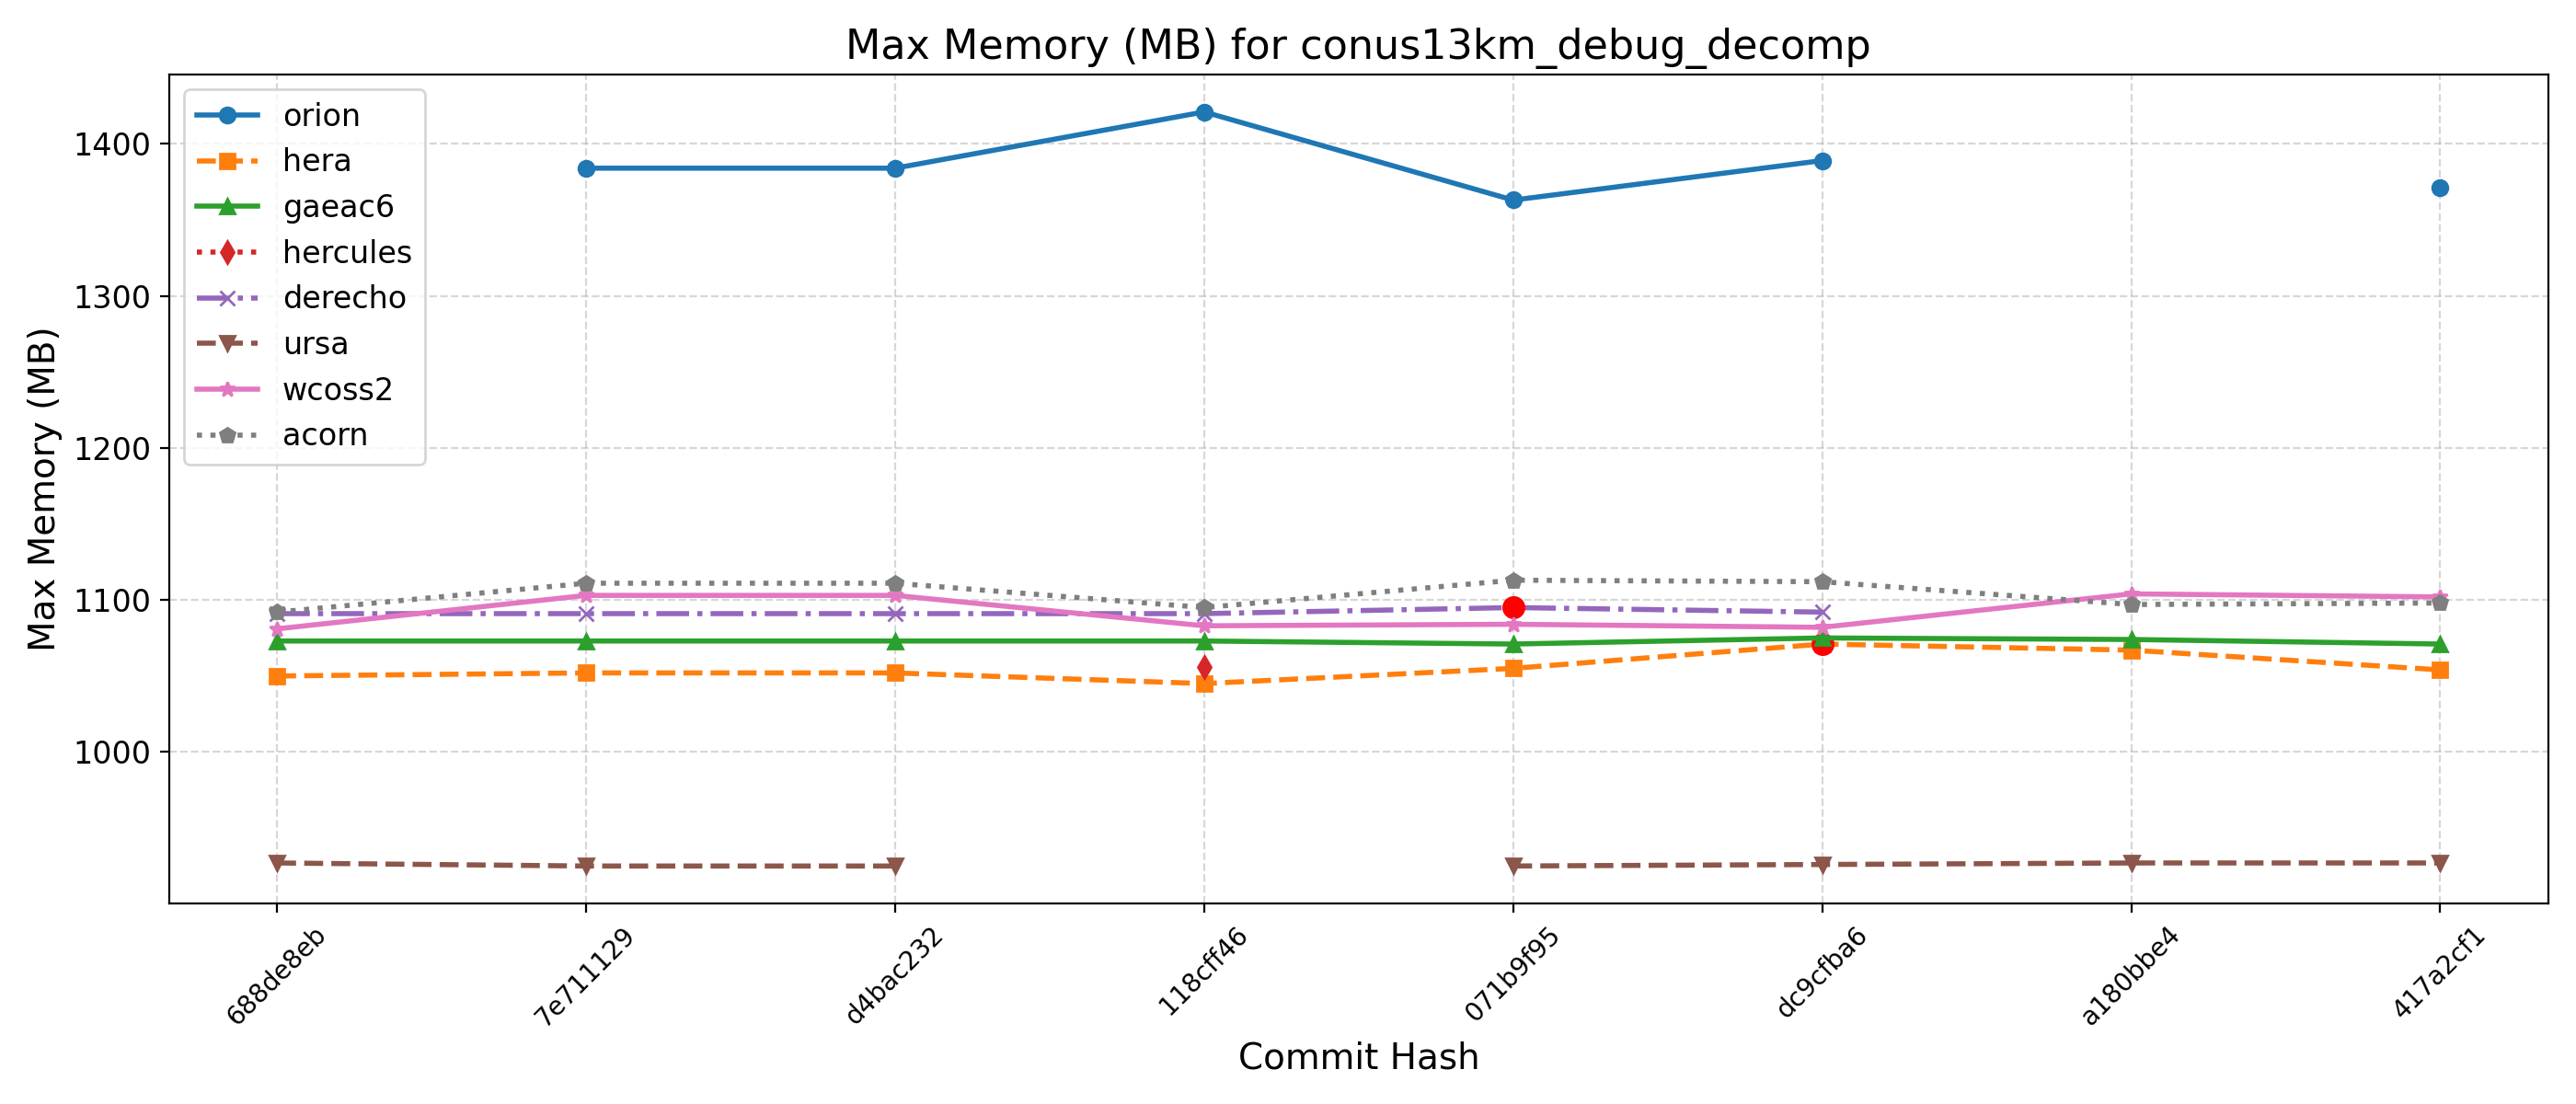 Max Memory (MB) for conus13km_debug_decomp
orion
hera
gaeac6
hercules
derecho
ursa
wcoss2
acorn
Max Memory (MB)
1400
1300
1200
1100
1000
688de8eb
7e711129
d4bac232
118cff46
071b9f95
dc9cfba6
a180bbe4
417a2cf1
Commit Hash